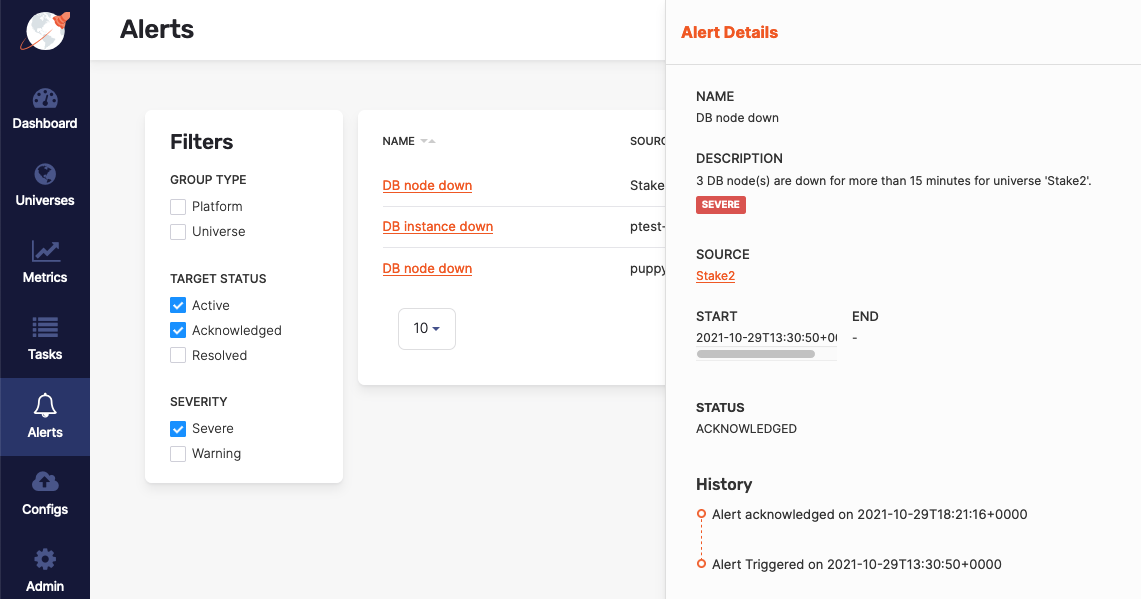 Dashboard
Universes
Metrics
Tasks
Alerts
Configs
Admin
Alerts
Filters
GROUP TYPE
Platform
Universe
TARGET STATUS
Active
Acknowledged
Resolved
SEVERITY
Severe
Warning
NAME SOURC
DB node down Stake
DB instance down ptest-
DB node down puppy
10
Alert Details
NAME
DB node down
DESCRIPTION
3 DB node(s) are down for more than 15 minutes for universe 'Stake2'.
SEVERE
SOURCE
Stake2
START END
2021-10-29T13:30:50+0 -
STATUS
ACKNOWLEDGED
History
Alert acknowledged on 2021-10-29T18:21:16+0000
Alert Triggered on 2021-10-29T13:30:50+0000